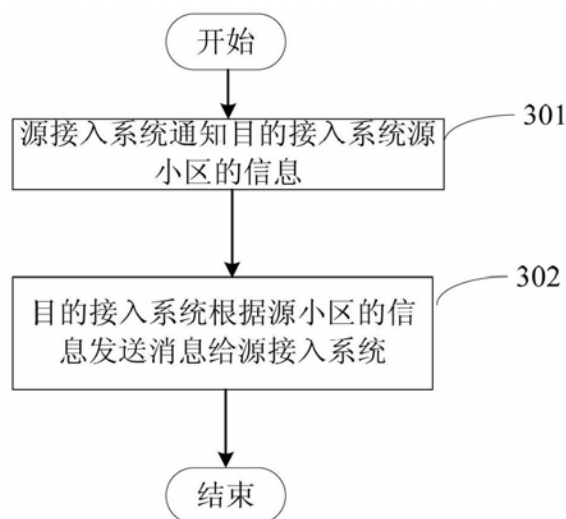 开始
源接入系统通知目的接入系统源
小区的信息
301
目的接入系统根据源小区的信
息发送消息给源接入系统
302
结束